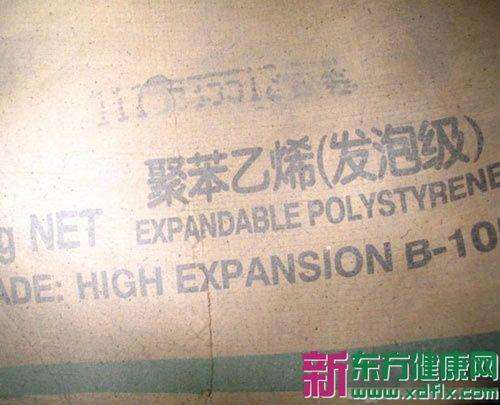 聚苯乙烯(发泡级)
g NET EXPANDABLE POLYSTYRENE
ADE: HIGH EXPANSION B-10
新东方健康网
www.xdflx.com